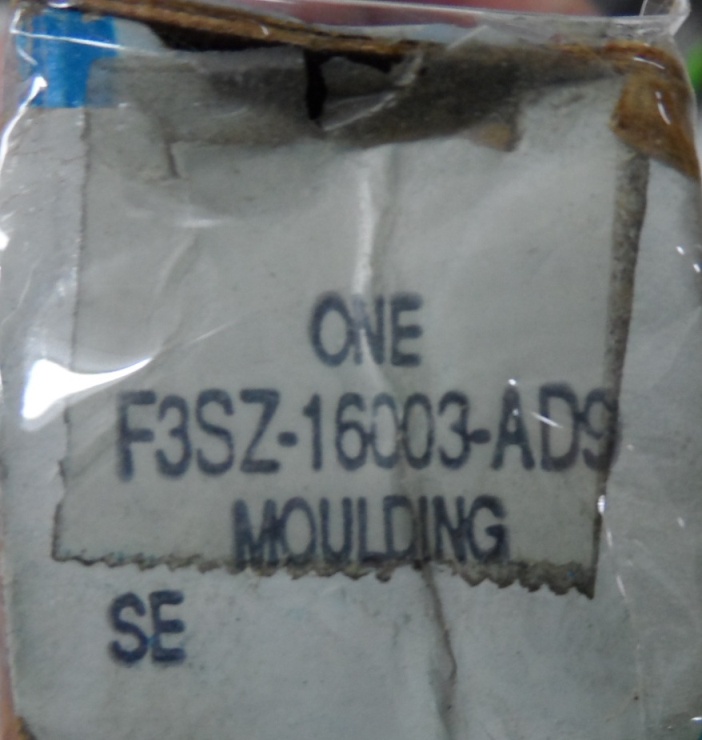 ONE
F3SZ-16003-AD9
MOULDING
SE